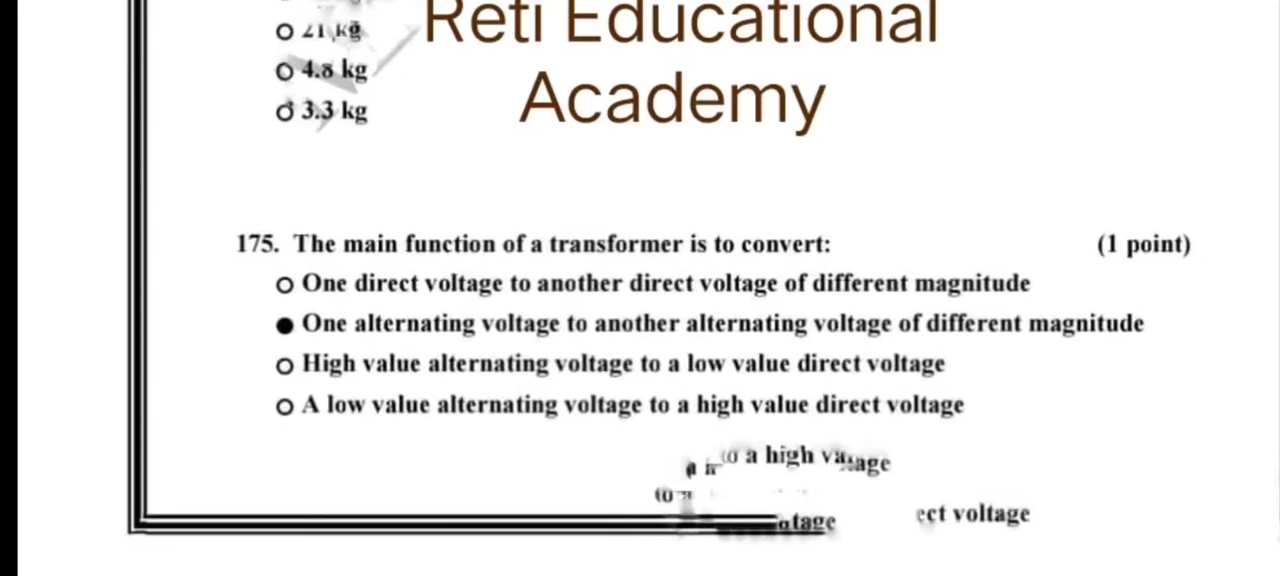 kg
Reti Educational
4.8 kg
Academy
3.3 kg
175. The main function of a transformer is to convert: (1 point)
One direct voltage to another direct voltage of different magnitude
One alternating voltage to another alternating voltage of different magnitude
High value alternating voltage to a low value direct voltage
A low value alternating voltage to a high value direct voltage
a high
voltage